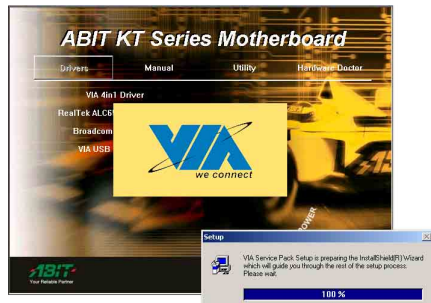 ABIT KT Series Motherboard
Drivers Manual Utility Hardware Doctor
VIA 4in1 Driver
RealTek
Broadcom
VIA USB
VIA
we connect
POWER
ABIT
Your Reliable Partner
Setup
VIA Service Pack Setup is preparing the InstallShield(R) Wizard
which will guide you through the rest of the setup process.
Please wait.
100 %